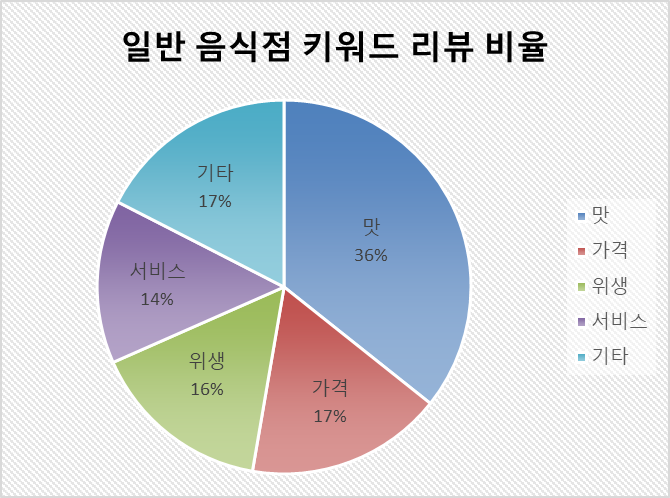 일반 음식점 키워드 리뷰 비율
기타
17%
맛
36%
서비스
14%
위생
16%
가격
17%
맛
가격
위생
서비스
기타